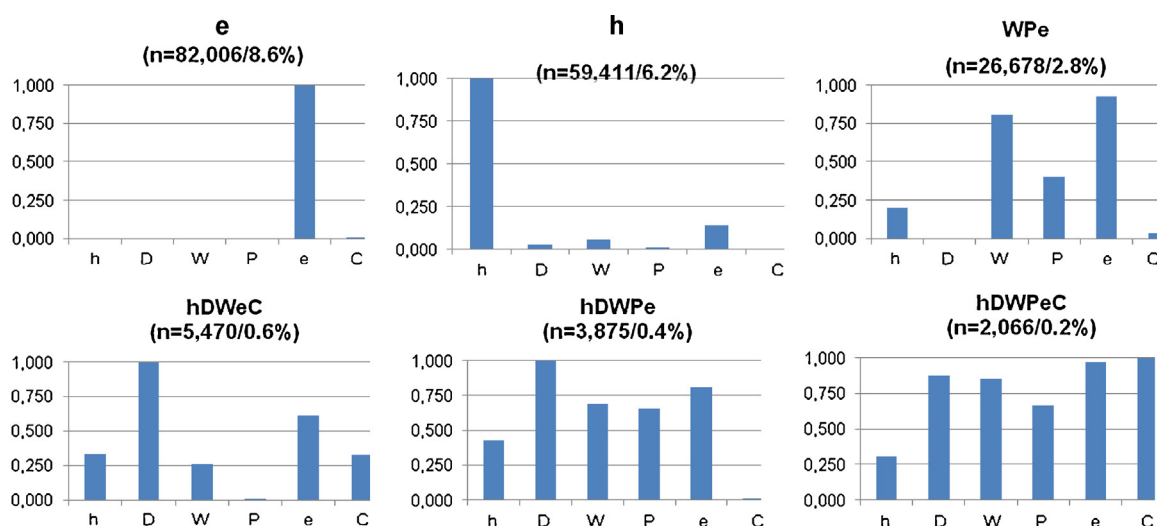 e
(n=82,006/8.6%)
1,000
0,750
0,500
0,250
0,000
h D W P e C
h
(n=59,411/6.2%)
1,000
0,750
0,500
0,250
0,000
h D W P e C
WPe
(n=26,678/2.8%)
1,000
0,750
0,500
0,250
0,000
h D W P e C
hDWeC
(n=5,470/0.6%)
1,000
0,750
0,500
0,250
0,000
h D W P e C
hDWPe
(n=3,875/0.4%)
1,000
0,750
0,500
0,250
0,000
h D W P e C
hDWPeC
(n=2,066/0.2%)
1,000
0,750
0,500
0,250
0,000
h D W P e C